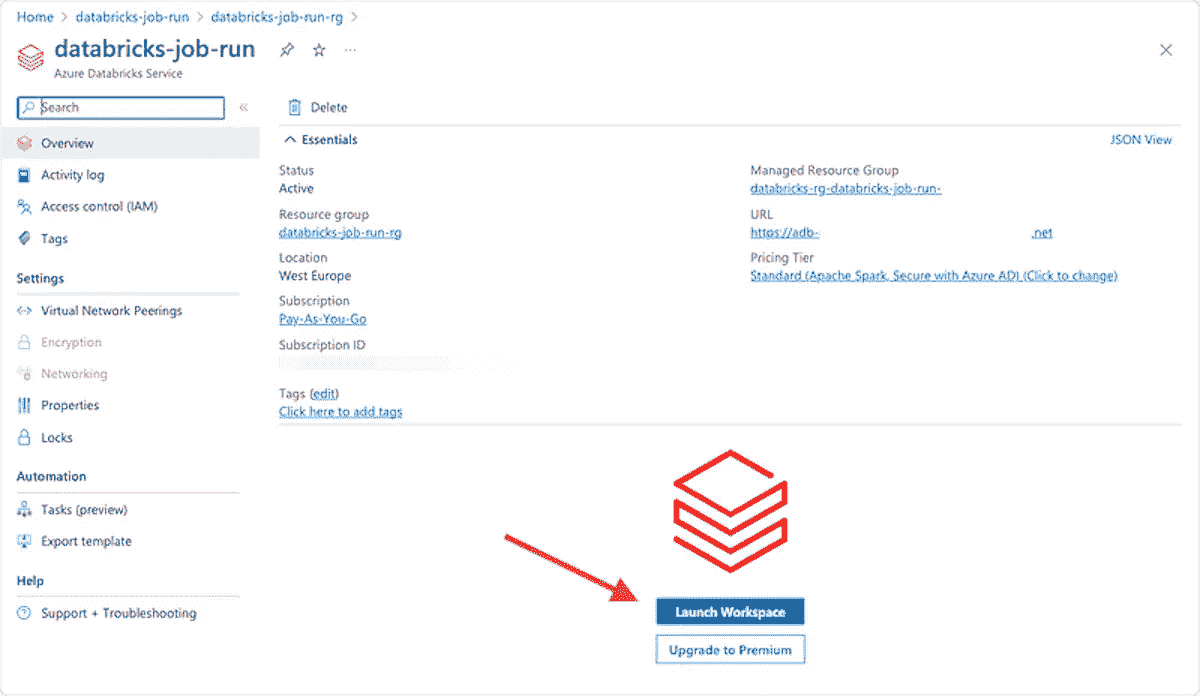 Home > databricks-job-run > databricks-job-run-rg >
databricks-job-run
Azure Databricks Service
Search
«
Delete
Overview
Activity log
Access control (IAM)
Tags
Settings
Virtual Network Peerings
Encryption
Networking
Properties
Locks
Automation
Tasks (preview)
Export template
Help
Support + Troubleshooting
Essentials
JSON View
Status
Active
Resource group
databricks-job-run-rg
Location
West Europe
Subscription
Pay-As-You-Go
Subscription ID
Tags (edit)
Click here to add tags
Managed Resource Group
databricks-rg-databricks-job-run-
URL
https://adb- .net
Pricing Tier
Standard (Apache Spark, Secure with Azure AD) (Click to change)
Launch Workspace
Upgrade to Premium